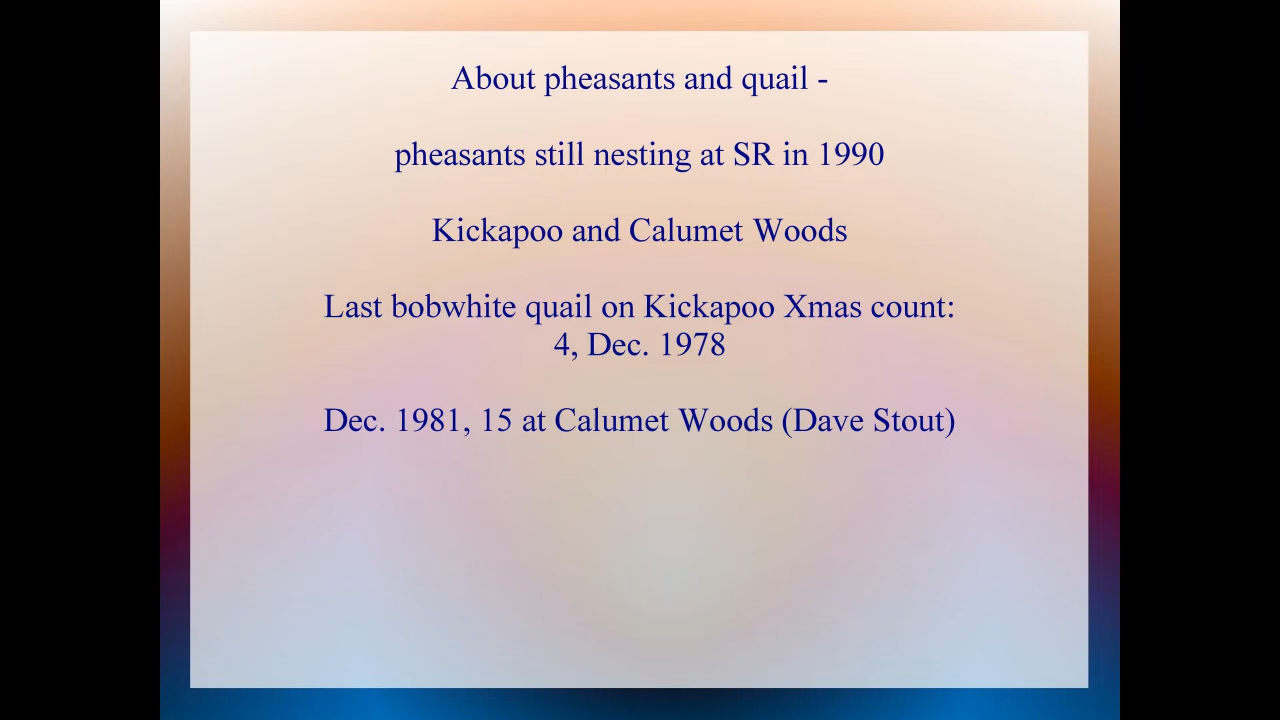 About pheasants and quail -
pheasants still nesting at SR in 1990
Kickapoo and Calumet Woods
Last bobwhite quail on Kickapoo Xmas count:
4, Dec. 1978
Dec. 1981, 15 at Calumet Woods (Dave Stout)